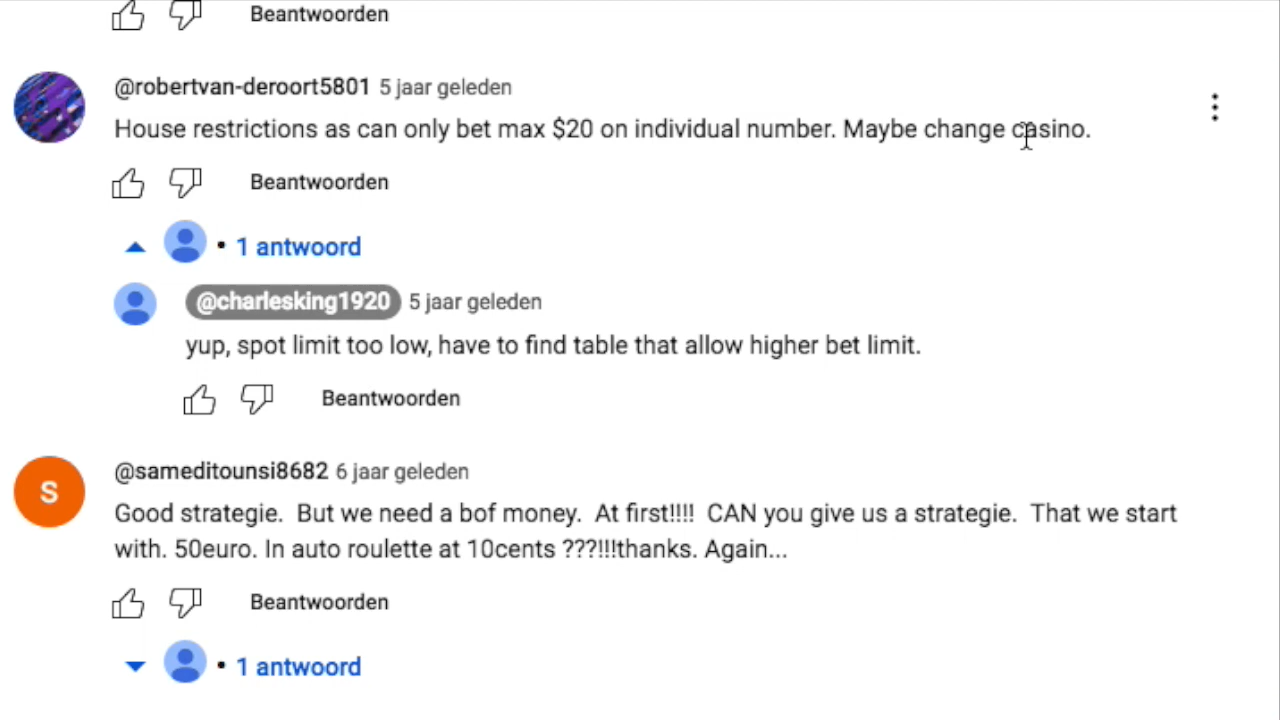 Beantwoorden
@robertvan-deroort5801 5 jaar geleden
House restrictions as can only bet max $20 on individual number. Maybe change casino.
Beantwoorden
• 1 antwoord
@charlesking1920 5 jaar geleden
yup, spot limit too low, have to find table that allow higher bet limit.
Beantwoorden
S
@sameditounsi8682 6 jaar geleden
Good strategie.  But we need a bof money.  At first!!!!  CAN you give us a strategie.  That we start
with. 50euro. In auto roulette at 10cents ???!!!thanks. Again...
Beantwoorden
• 1 antwoord